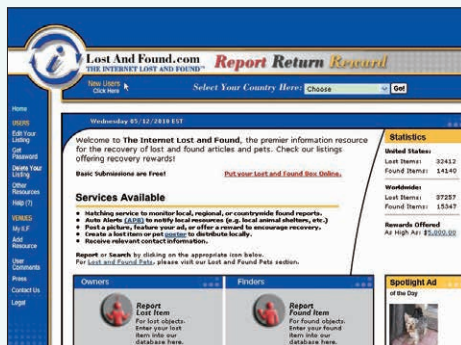 Lost And Found.com
THE INTERNET LOST AND FOUND™
Report Return Reward
New Users
Click Here
Select Your Country Here:
Choose
Go!
Home
USERS
Edit Your
Listing
Get
Password
Delete Your
Listing
Other
Resources
Help (?)
VENUES
My ILF
Add
Resource
User
Comments
Press
Contact Us
Legal
Wednesday 05/12/2010 EST
Welcome to The Internet Lost and Found, the premier information resource
for the recovery of lost and found articles and pets. Check our listings
offering recovery rewards!
Basic Submissions are Free!
Put your Lost and Found Box Online.
Services Available
Matching service to monitor local, regional, or countrywide found reports.
Auto Alerts (APB) to notify local resources (e.g. local animal shelters, etc.)
Post a picture, feature your ad, or offer a reward to encourage recovery.
Create a lost item or pet poster to distribute locally.
Receive relevant contact information.
Report or Search by clicking on the appropriate icon below.
For Lost and Found Pets, please visit our Lost and Found Pets section.
Owners
Report
Lost Item
For lost objects.
Enter your lost
item into our
database here.
Finders
Report
Found Item
For found objects.
Enter your found
item into our
database here.
Statistics
United States:
Lost Items: 32412
Found Items: 14140
Worldwide:
Lost Items: 37257
Found Items: 15347
Rewards Offered
As High As: $5,000.00
Spotlight Ad
of the Day